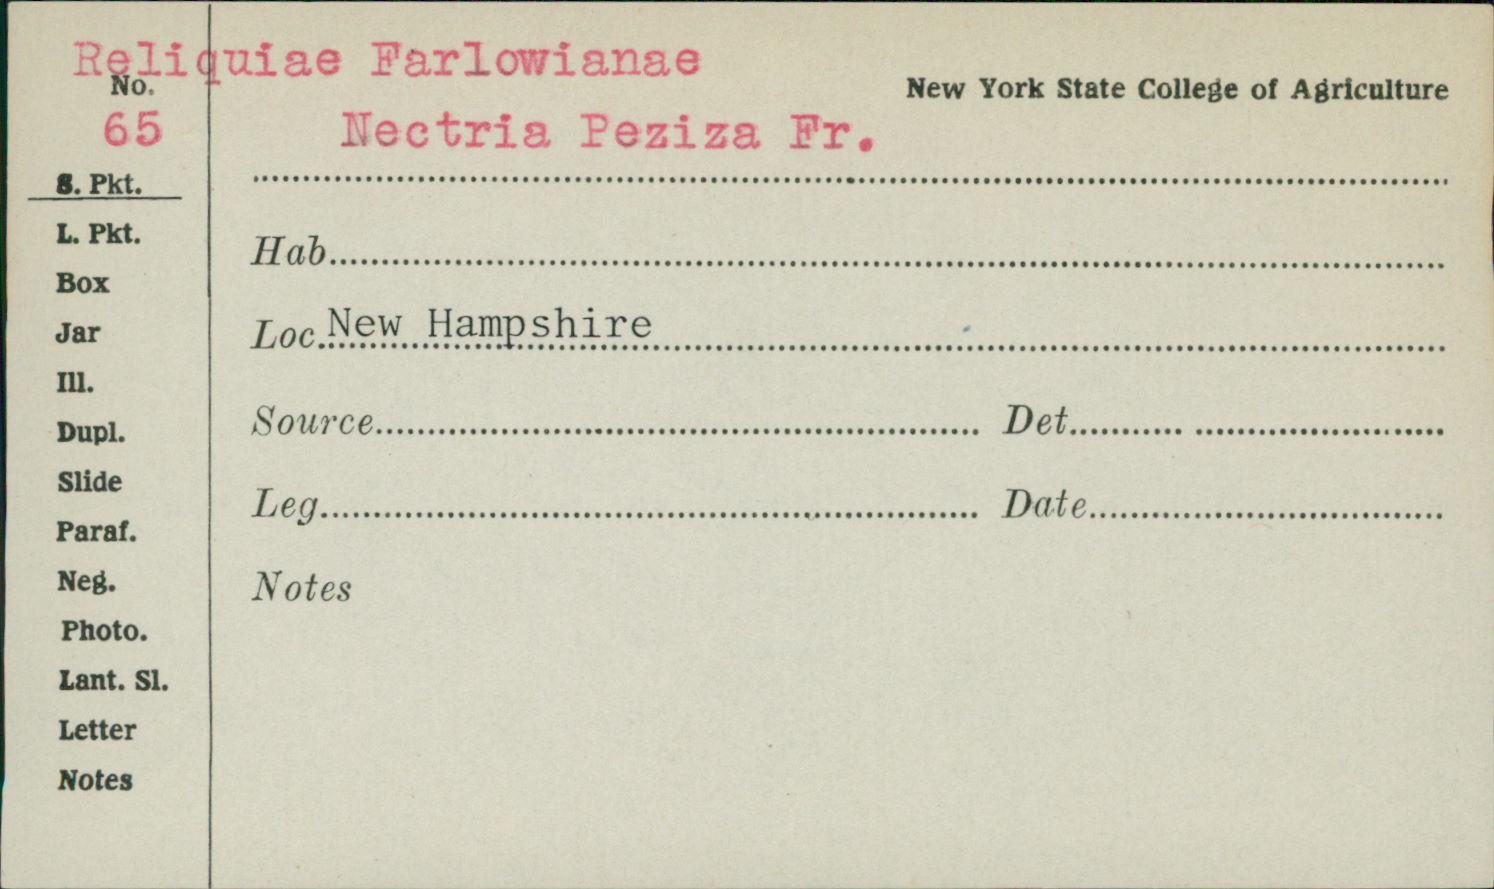 Reliquiae Farlowianae
No.
New York State College of Agriculture
65
Nectria Peziza Fr.
S. Pkt.
L. Pkt.
Hab
Box
Loc. New Hampshire
Jar
Ill.
Source Det.
Dupl.
Slide
Leg. Date
Paraf.
Neg.
Notes
Photo.
Lant. Sl.
Letter
Notes